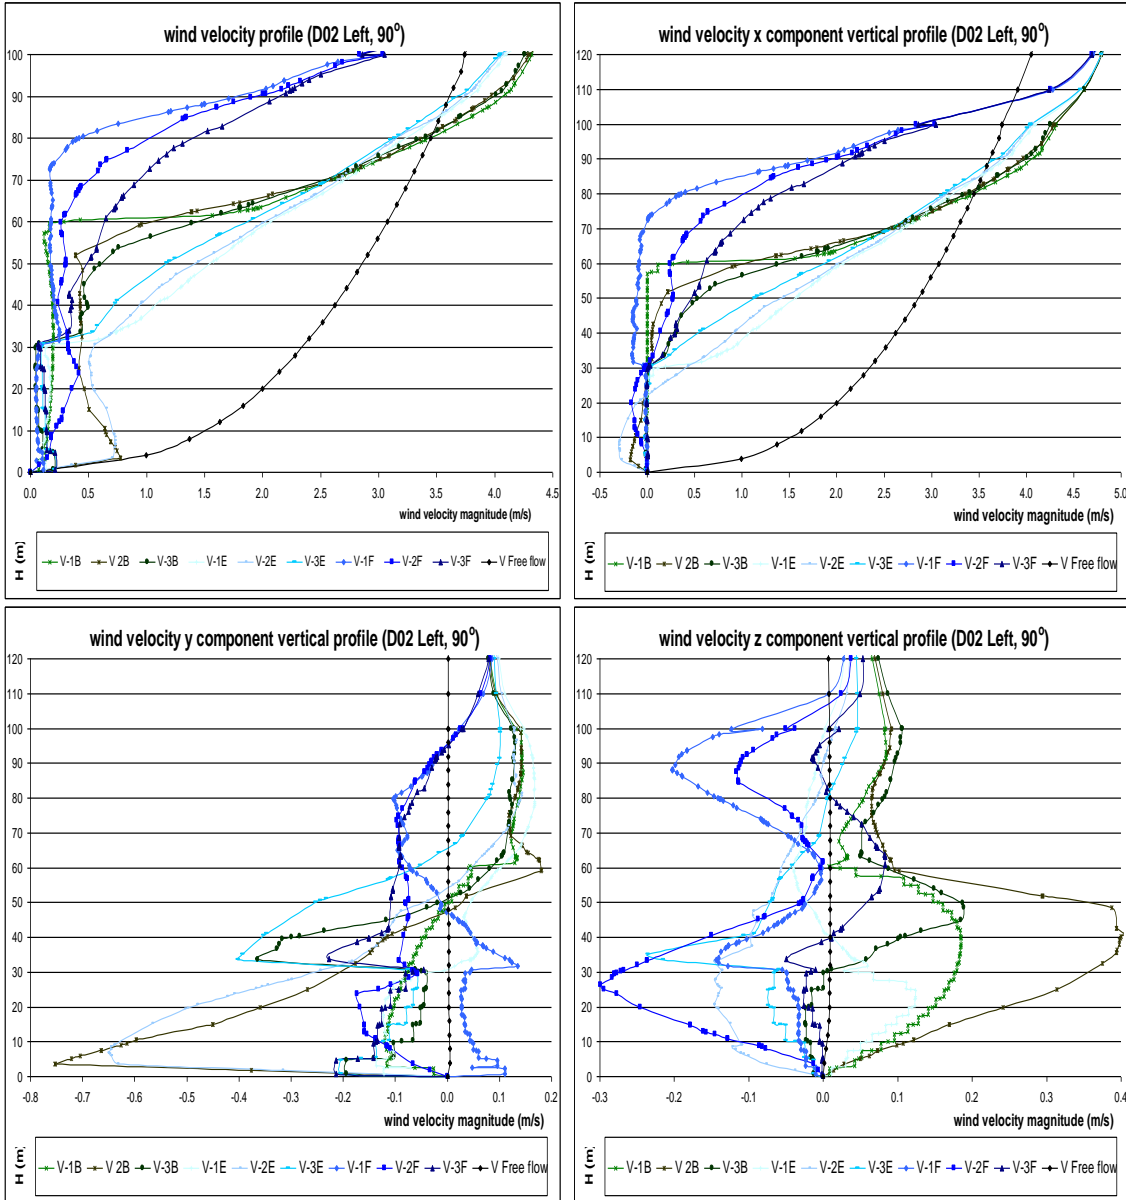 wind velocity profile (D02 Left, 90°)
100
90
80
70
60
50
40
30
20
10
0
0.0 0.5 1.0 1.5 2.0 2.5 3.0 3.5 4.0 4.5
wind velocity magnitude (m/s)
H (m)
V-1B V 2B V-3B V-1E V-2E V-3E V-1F V-2F V-3F V Free flow
wind velocity x component vertical profile (D02 Left, 90°)
120
110
100
90
80
70
60
50
40
30
20
10
0
-0.5 0.0 0.5 1.0 1.5 2.0 2.5 3.0 3.5 4.0 4.5 5.0
wind velocity magnitude (m/s)
H (m)
V-1B V 2B V-3B V-1E V-2E V-3E V-1F V-2F V-3F V Free flow
wind velocity y component vertical profile (D02 Left, 90°)
120
110
100
90
80
70
60
50
40
30
20
10
0
-0.8 -0.7 -0.6 -0.5 -0.4 -0.3 -0.2 -0.1 0.0 0.1 0.2
wind velocity magnitude (m/s)
H (m)
V-1B V 2B V-3B V-1E V-2E V-3E V-1F V-2F V-3F V Free flow
wind velocity z component vertical profile (D02 Left, 90°)
120
110
100
90
80
70
60
50
40
30
20
10
0
-0.3 -0.2 -0.1 0.0 0.1 0.2 0.3 0.4
wind velocity magnitude (m/s)
H (m)
V-1B V 2B V-3B V-1E V-2E V-3E V-1F V-2F V-3F V Free flow